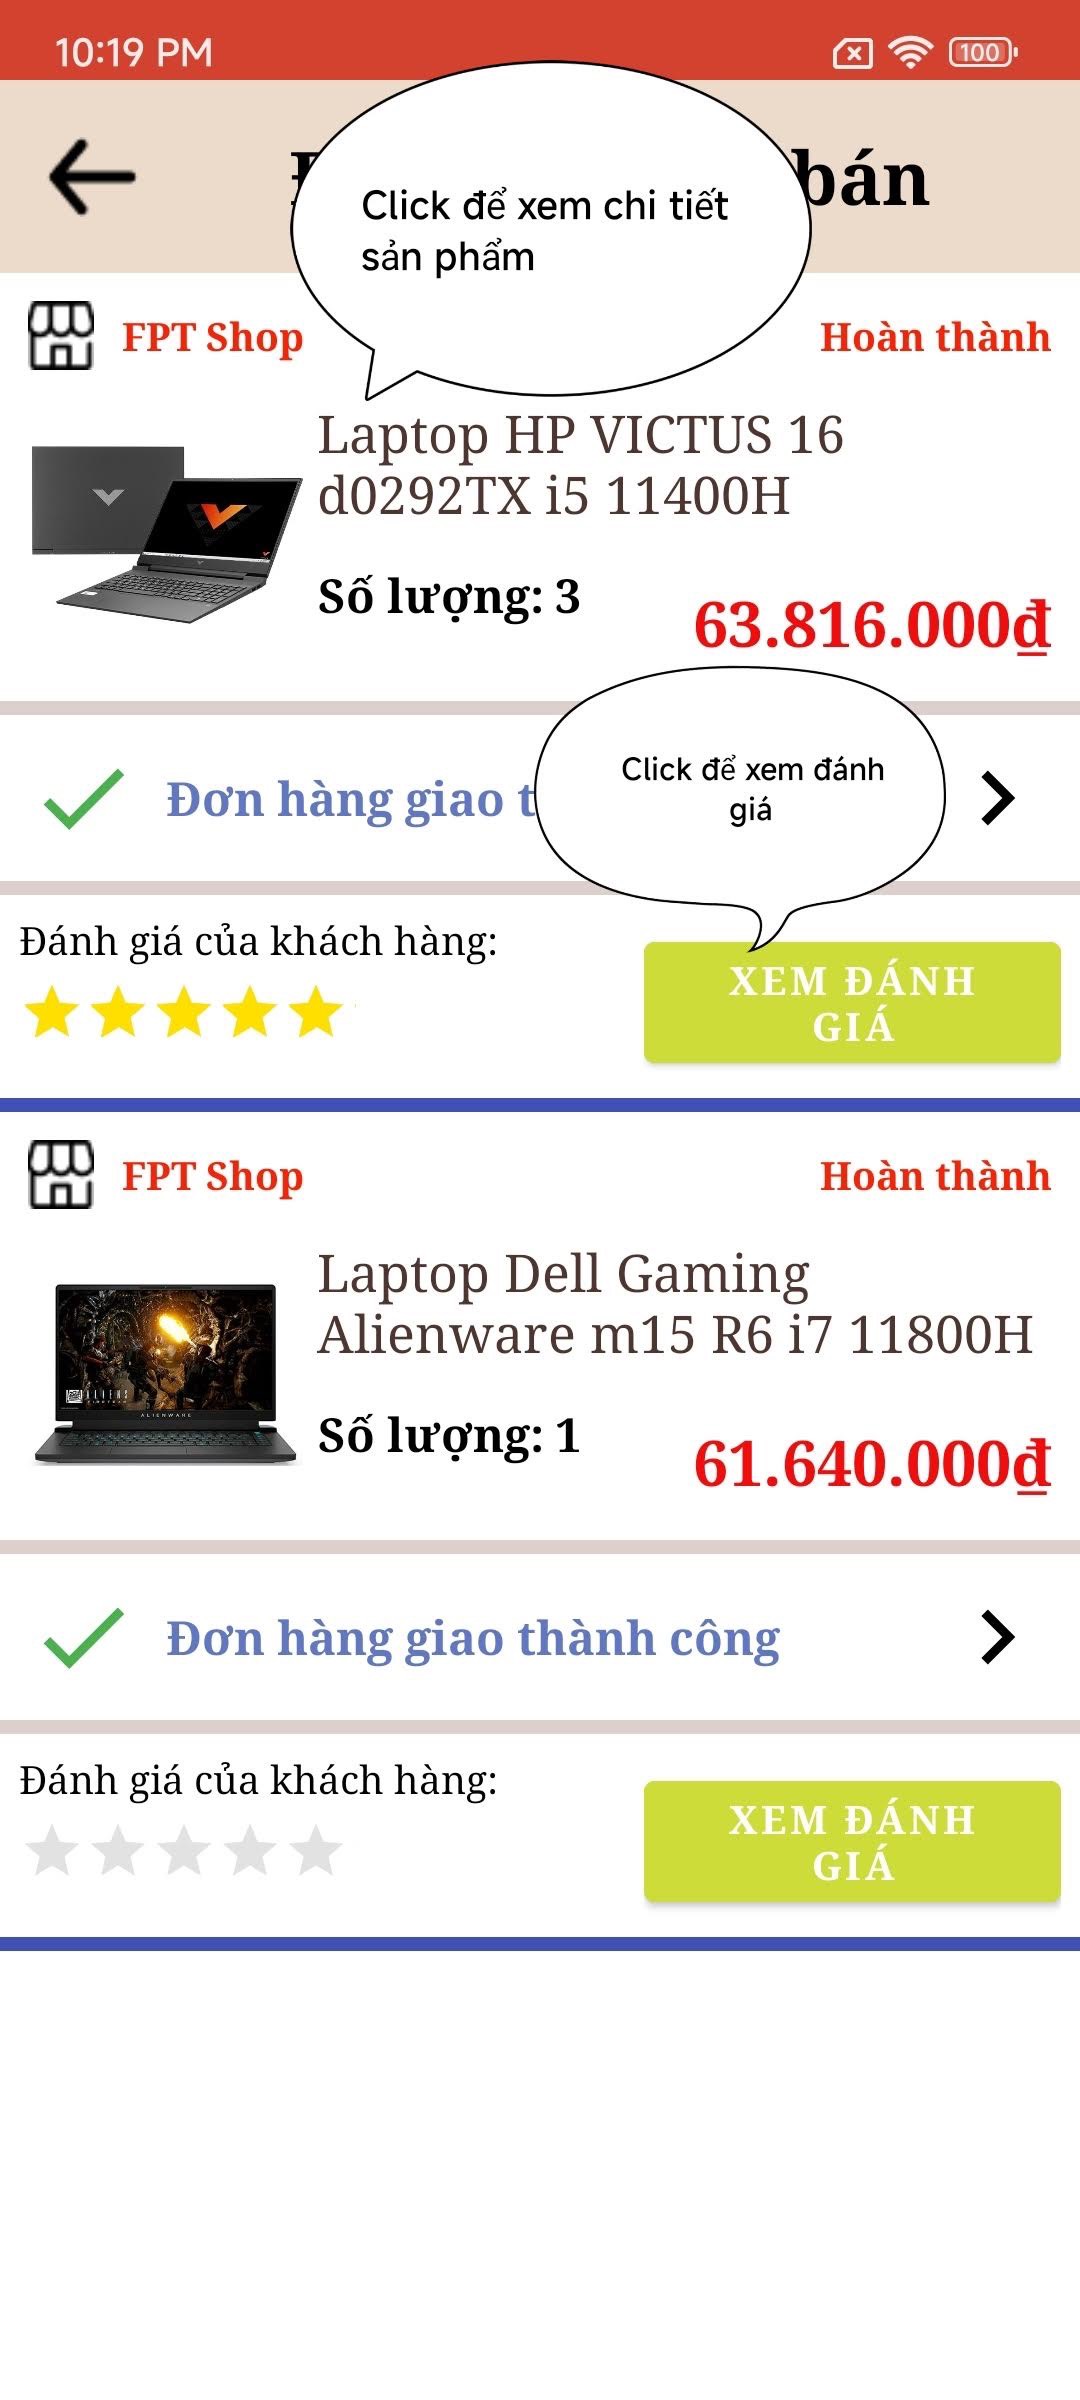 10:19 PM
100
Click để xem chi tiết
sản phẩm
bán
FPT Shop
Hoàn thành
Laptop HP VICTUS 16
d0292TX i5 11400H
Số lượng: 3
63.816.000₫
Click để xem đánh
giá
Đơn hàng giao t
Đánh giá của khách hàng:
XEM ĐÁNH
GIÁ
FPT Shop
Hoàn thành
Laptop Dell Gaming
Alienware m15 R6 i7 11800H
ALIENS
ALIENWARE
Số lượng: 1
61.640.000₫
Đơn hàng giao thành công
Đánh giá của khách hàng:
XEM ĐÁNH
GIÁ